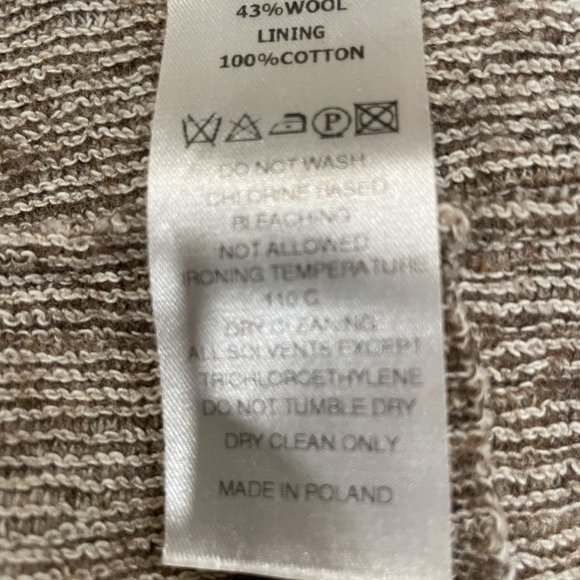 43%WOOL
LINING
100%COTTON
P
DO NOT WASH
CHLORINE BASED
BLEACHING
NOT ALLOWED
IRONING TEMPERATURE
110 C
DRY CLEANING
ALL SOLVENTS EXCEPT
TRICHLOROETHYLENE
DO NOT TUMBLE DRY
DRY CLEAN ONLY
MADE IN POLAND